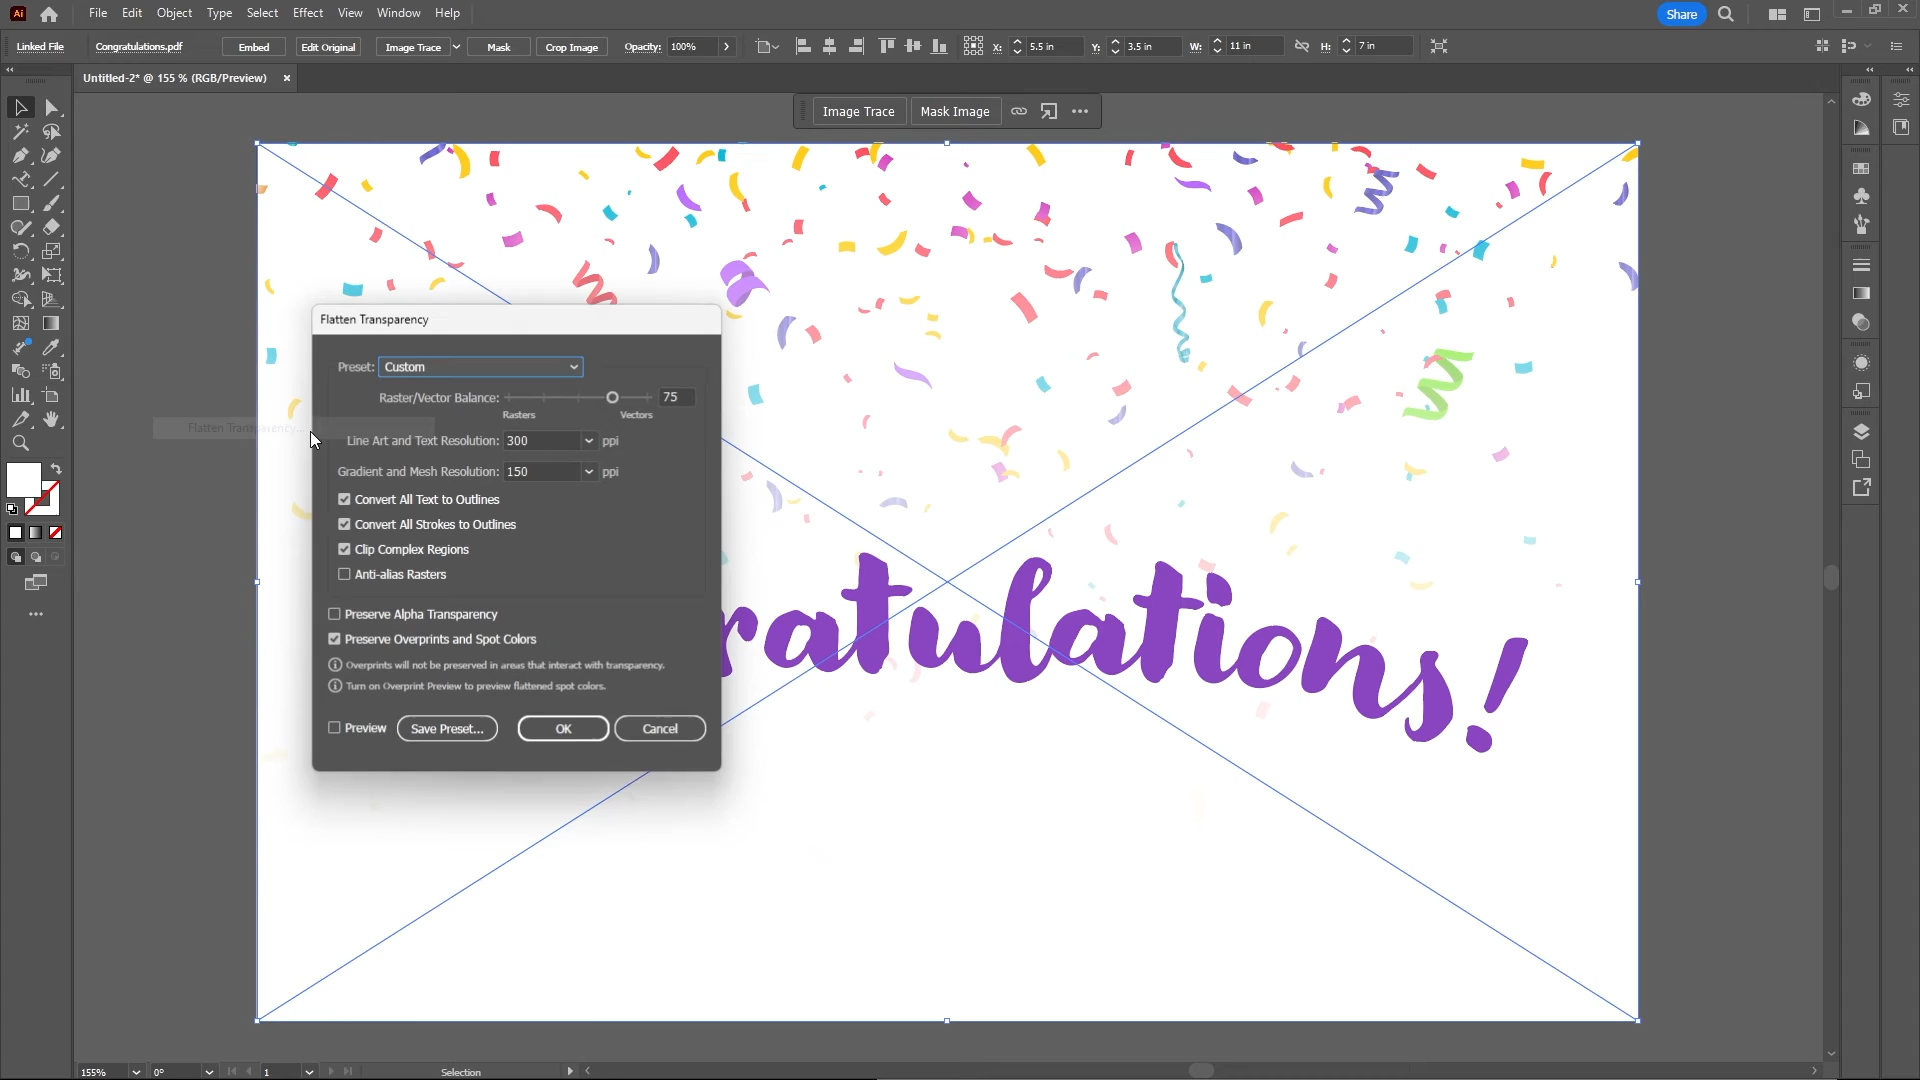 Ai File Edit Object Type Select Effect View Window Help Share
Linked File Congratulations.pdf Embed Edit Original Image Trace Mask Crop Image Opacity: 100% X: 5.5 in Y: 3.5 in W: 11 in H: 7 in
Untitled-2* @ 155 % (RGB/Preview) ×
Image Trace Mask Image
Flatten Transparency
Preset: Custom
Raster/Vector Balance: 75
Rasters Vectors
Flatten Transparency...
Line Art and Text Resolution: 300 ppi
Gradient and Mesh Resolution: 150 ppi
Convert All Text to Outlines
Convert All Strokes to Outlines
Clip Complex Regions
Anti-alias Rasters
Preserve Alpha Transparency
Preserve Overprints and Spot Colors
Overprints will not be preserved in areas that interact with transparency.
Turn on Overprint Preview to preview flattened spot colors.
Preview Save Preset... OK Cancel
ratulations!
155% 0° 1 Selection